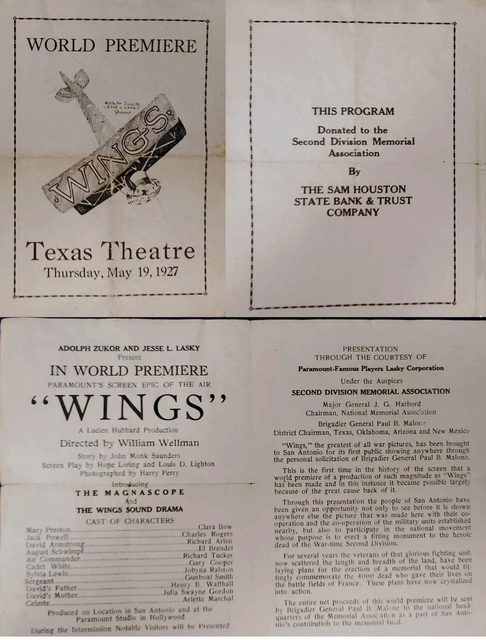 WORLD PREMIERE
ADOLPH ZUKOR
JESSE L. LASKY
Present
WINGS
Texas Theatre
Thursday, May 19, 1927
THIS PROGRAM
Donated to the
Second Division Memorial
Association
By
THE SAM HOUSTON
STATE BANK & TRUST
COMPANY
ADOLPH ZUKOR AND JESSE L. LASKY
Present
IN WORLD PREMIERE
PARAMOUNT'S SCREEN EPIC OF THE AIR
"WINGS"
A Lucien Hubbard Production
Directed by William Wellman
Story by John Monk Saunders
Screen Play by Hope Loring and Louis D. Lighton
Photographed by Harry Perry
Introducing
THE MAGNASCOPE
And
THE WINGS SOUND DRAMA
CAST OF CHARACTERS
Mary Preston Clara Bow
Jack Powell Charles Rogers
David Armstrong Richard Arlen
August Schwimpf El Brendel
Air Commander Richard Tucker
Cadet White Gary Cooper
Sylvia Lewis Jobyna Ralston
Sergeant Gunboat Smith
David's Father Henry B. Walthall
David's Mother Julia Swayne Gordon
Celeste Arlette Marchal
Produced on Location in San Antonio and at the
Paramount Studio in Hollywood
During the Intermission Notable Visitors will be Presented
PRESENTATION
THROUGH THE COURTESY OF
Paramount-Famous Players Lasky Corporation
Under the Auspices
SECOND DIVISION MEMORIAL ASSOCIATION
Major General J. G. Harbord
Chairman, National Memorial Association
Brigadier General Paul B. Malone
District Chairman, Texas, Oklahoma, Arizona and New Mexico
"Wings," the greatest of all war pictures, has been brought
to San Antonio for its first public showing anywhere through
the personal solicitation of Brigadier General Paul B. Malone.
This is the first time in the history of the screen that a
world premiere of a production of such magnitude as "Wings"
has been made and in this instance it became possible largely
because of the great cause back of it.
Through this presentation the people of San Antonio have
been given an opportunity not only to see before it is shown
anywhere else the picture that was made here with their co-
operation and the co-operation of the military units established
nearby, but also to participate in the national movement
whose purpose is to erect a fitting monument to the heroic
dead of the War-time Second Division.
For several years the veterans of that glorious fighting unit,
now scattered the length and breadth of the land, have been
laying plans for the erection of a memorial that would fit-
tingly commemorate the 4000 dead who gave their lives on
the battle fields of France. These plans have now crystalized
into action.
The entire net proceeds of this world premiere will be sent
by Brigadier General Paul B. Malone to the national head-
quarters of the Memorial Association as a part of San Anto-
nio's contribution to the memorial fund.